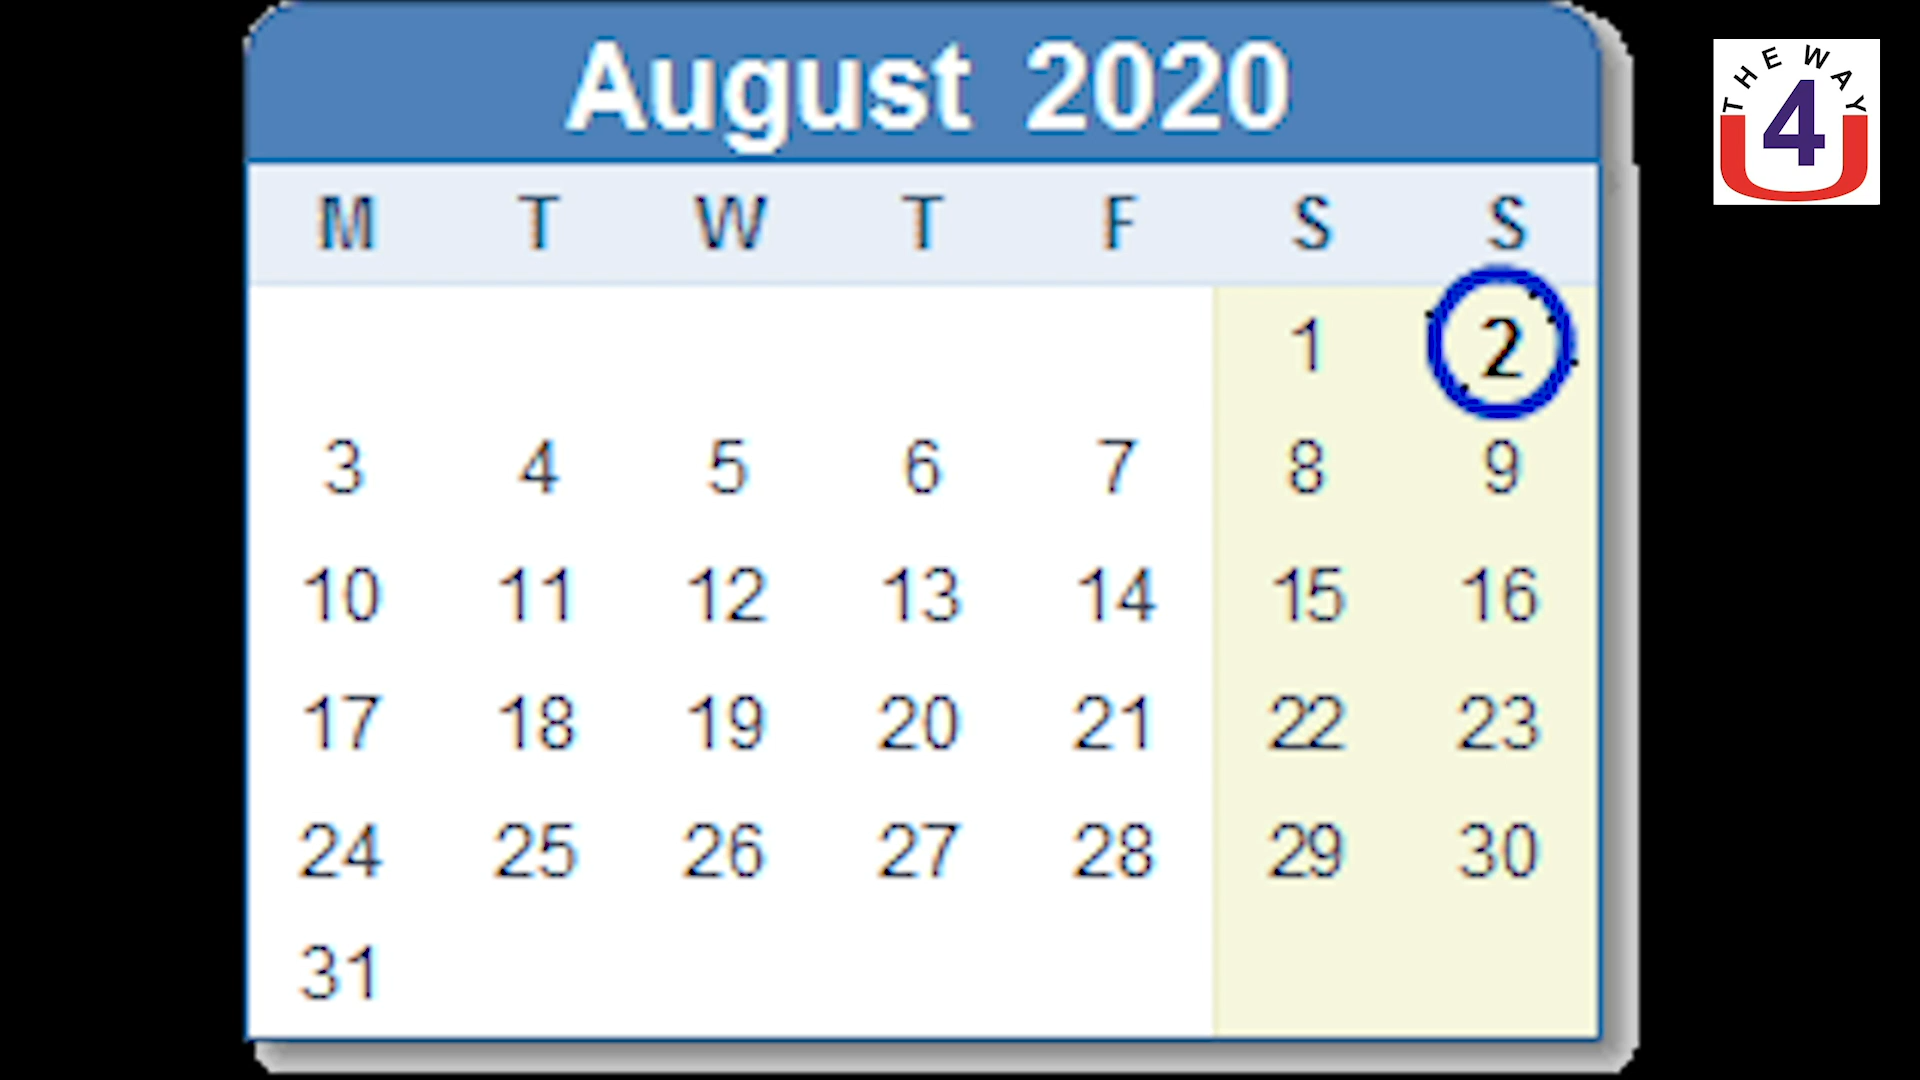 August 2020
M T W T F S S
1 2
3 4 5 6 7 8 9
10 11 12 13 14 15 16
17 18 19 20 21 22 23
24 25 26 27 28 29 30
31
THE WAY
4
U